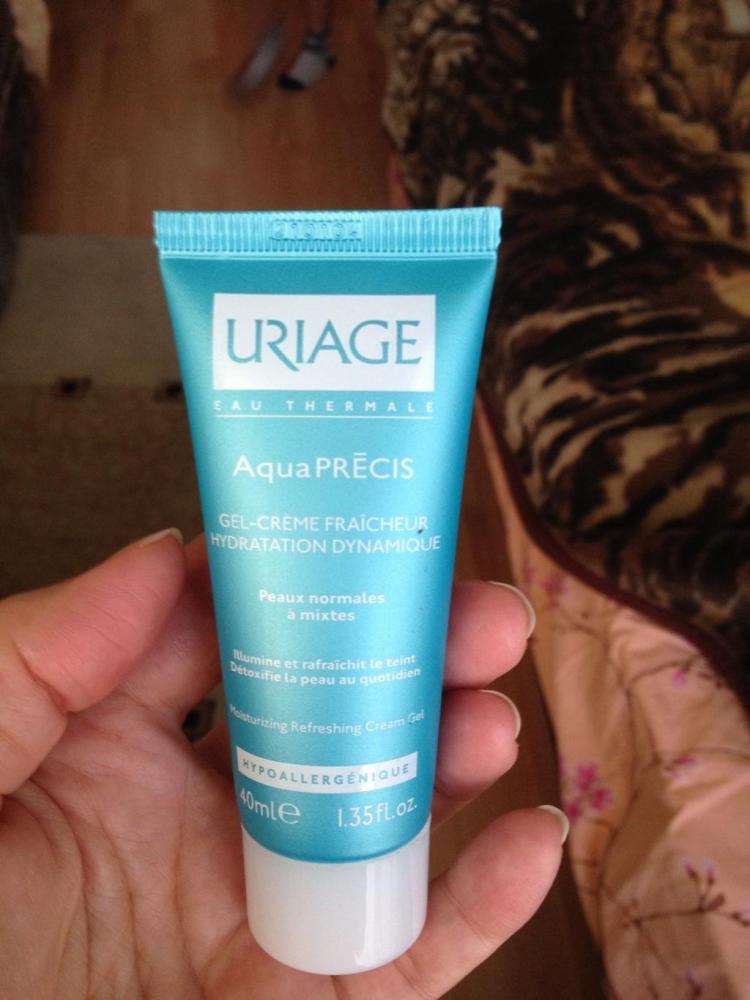 URIAGE
EAU THERMALE
AquaPRĒCIS
GEL-CRÈME FRAÎCHEUR
HYDRATATION DYNAMIQUE
Peaux normales
à mixtes
Illumine et rafraîchit le teint
Détoxifie la peau au quotidien
Moisturizing Refreshing Cream Gel
HYPOALLERGÉNIQUE
40ml℮ 1.35fl.oz.